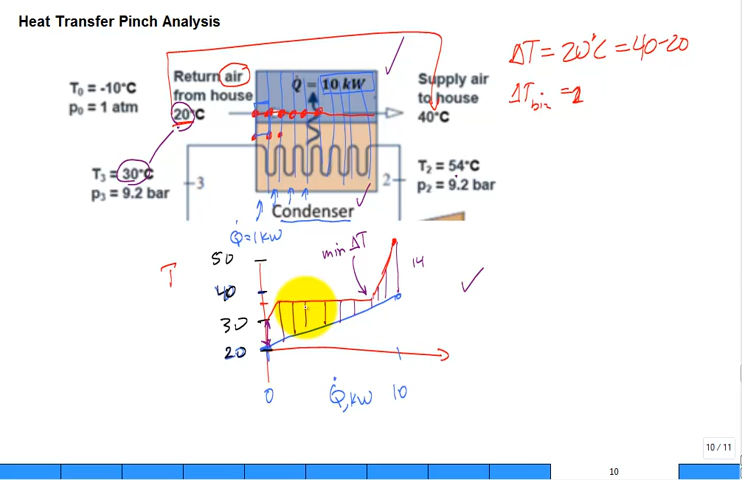 Heat Transfer Pinch Analysis
T₀ = -10°C
p₀ = 1 atm
Return air
from house
20°C
Q̇ = 10 kW
Supply air
to house
40°C
ΔT = 20°C = 40-20
ΔT_bin = 2
T₃ = 30°C
p₃ = 9.2 bar
3
2
T₂ = 54°C
p₂ = 9.2 bar
Condenser
Q̇=1kW
min ΔT
T
50
40
30
20
14
0
Q̇, kW
10
10 / 11
10